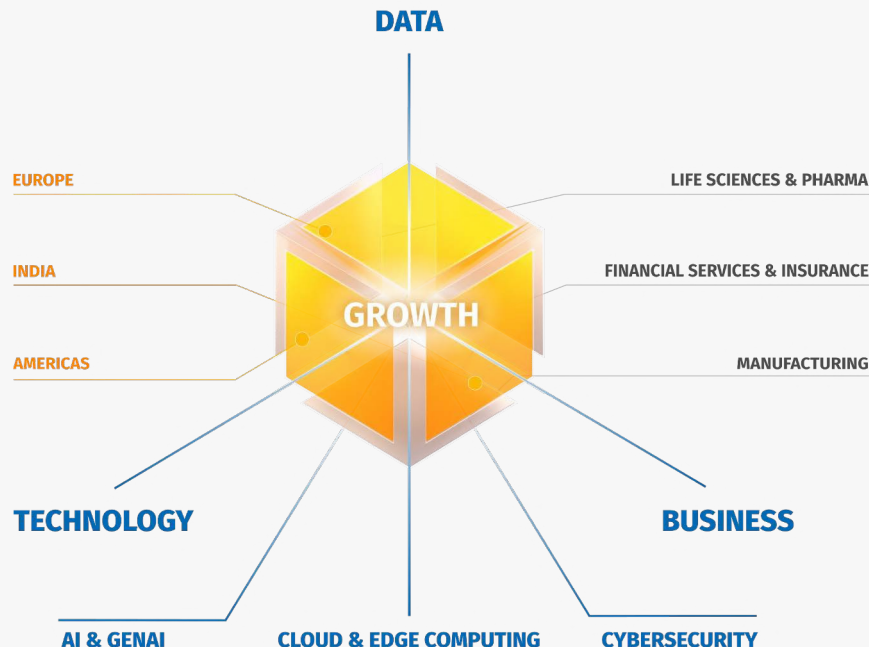 DATA
EUROPE
LIFE SCIENCES & PHARMA
INDIA
FINANCIAL SERVICES & INSURANCE
GROWTH
AMERICAS
MANUFACTURING
TECHNOLOGY
BUSINESS
AI & GENAI
CLOUD & EDGE COMPUTING
CYBERSECURITY